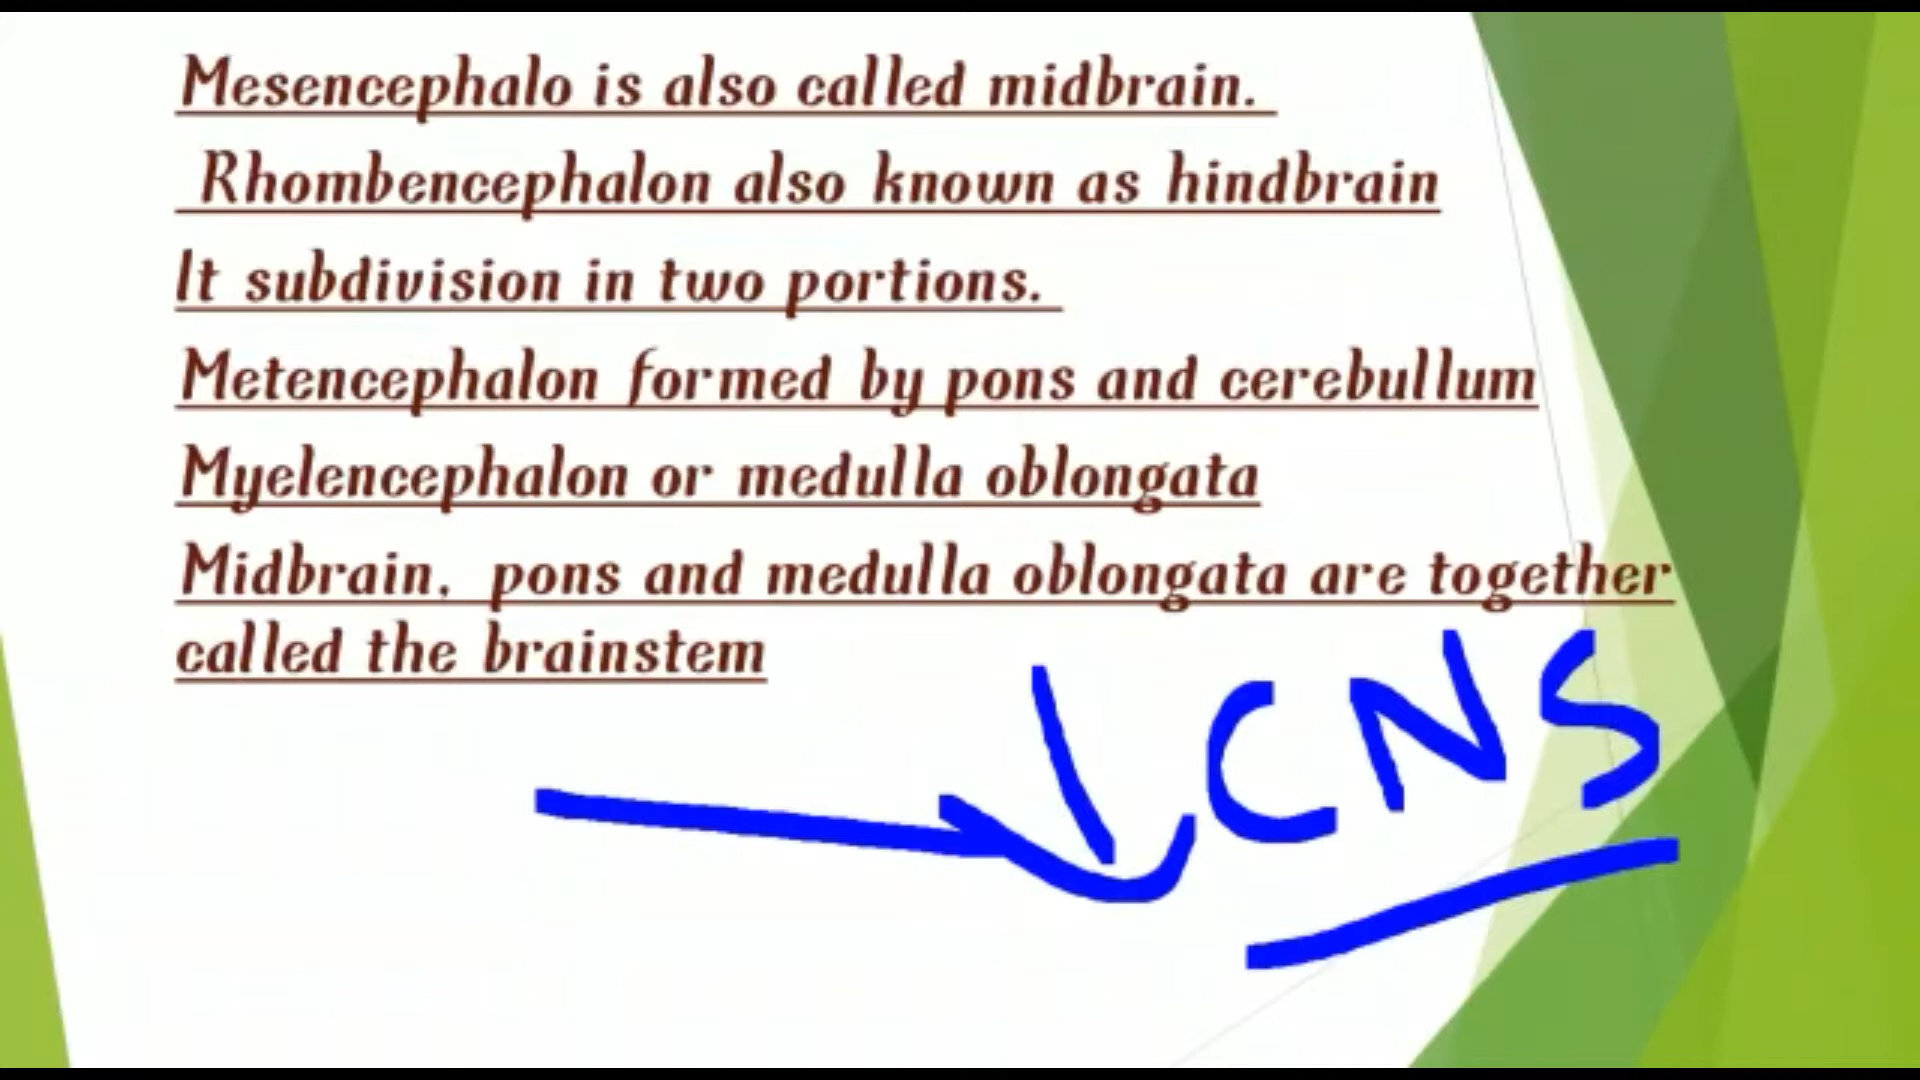 Mesencephalo is also called midbrain.
Rhombencephalon also known as hindbrain
It subdivision in two portions.
Metencephalon formed by pons and cerebullum
Myelencephalon or medulla oblongata
Midbrain, pons and medulla oblongata are together
called the brainstem
CNS